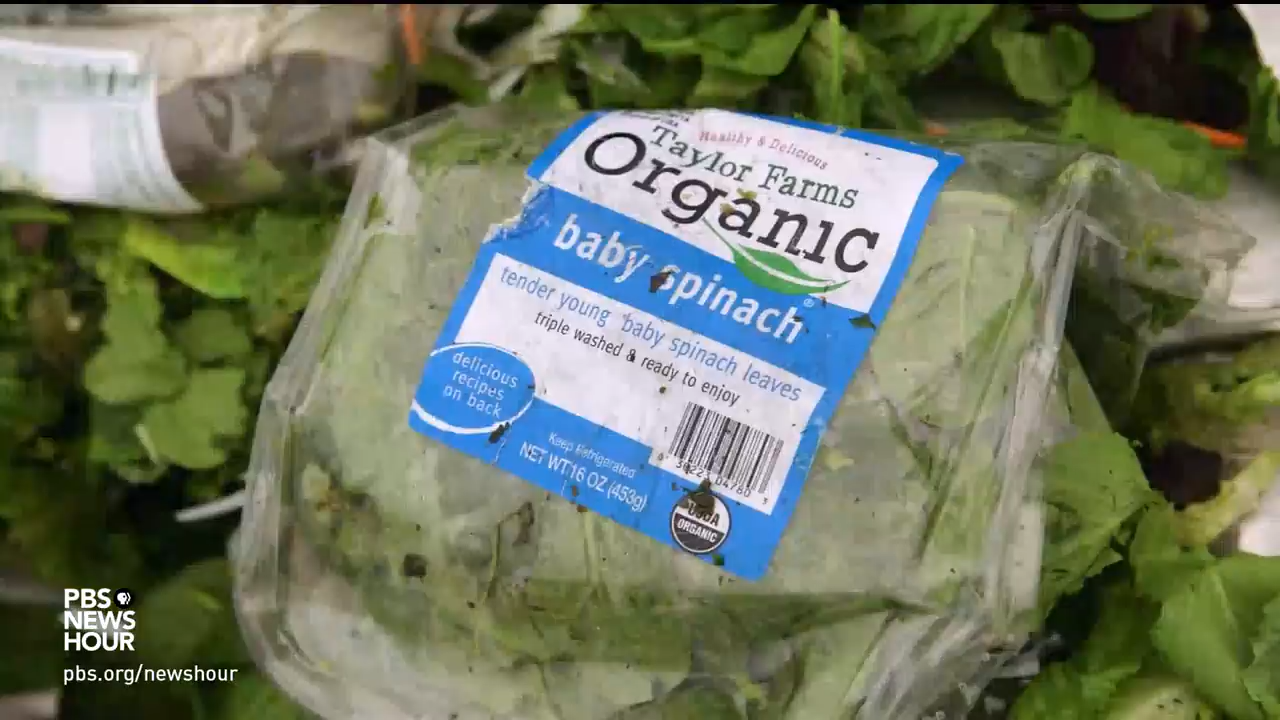 Healthy & Delicious
Taylor Farms
Organic
baby spinach®
tender young baby spinach leaves
triple washed & ready to enjoy
delicious
recipes
on back
Keep Refrigerated
NET WT 16 OZ (453g)
USDA
ORGANIC
PBS
NEWS
HOUR
pbs.org/newshour